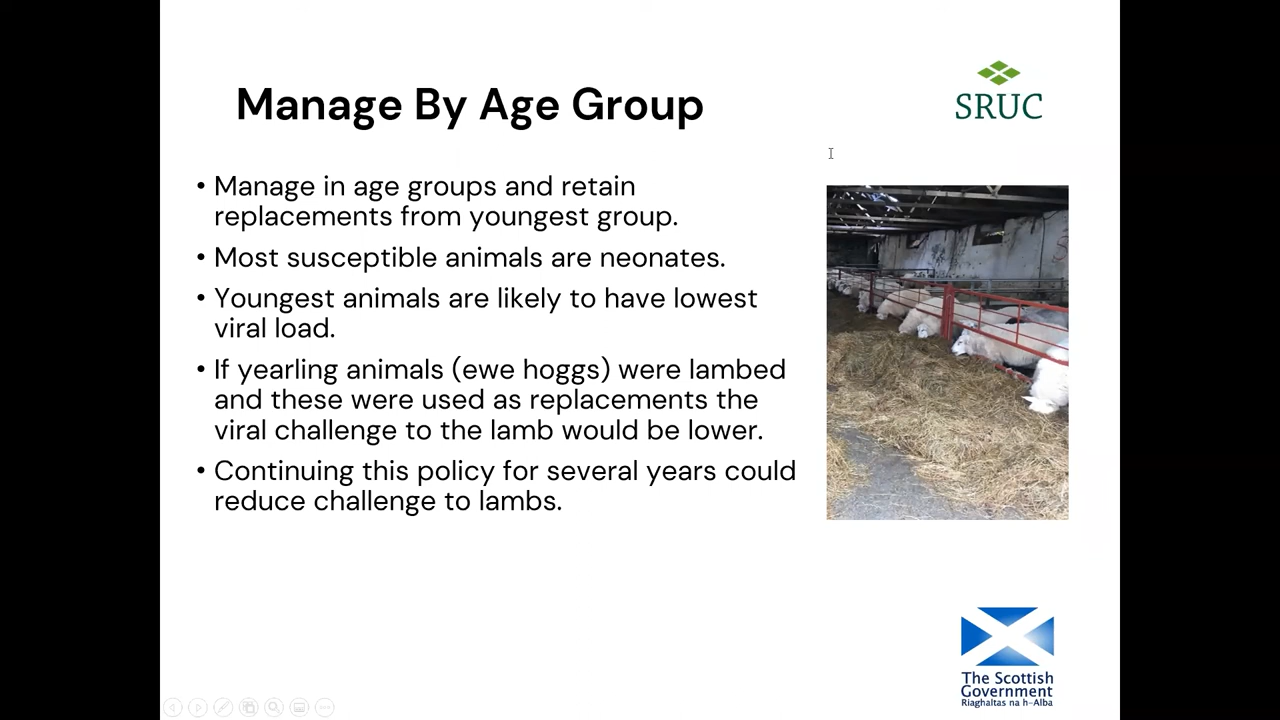 Manage By Age Group
SRUC
• Manage in age groups and retain
replacements from youngest group.
• Most susceptible animals are neonates.
• Youngest animals are likely to have lowest
viral load.
• If yearling animals (ewe hoggs) were lambed
and these were used as replacements the
viral challenge to the lamb would be lower.
• Continuing this policy for several years could
reduce challenge to lambs.
The Scottish
Government
Riaghaltas na h-Alba